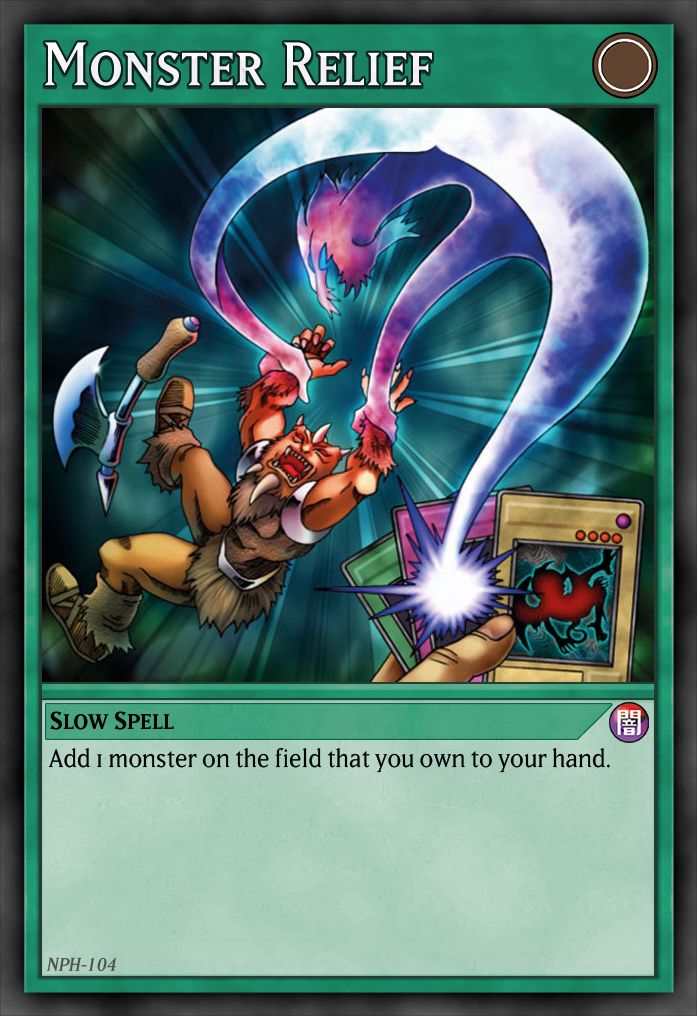 Monster Relief
Slow Spell
闇
Add 1 monster on the field that you own to your hand.
NPH-104